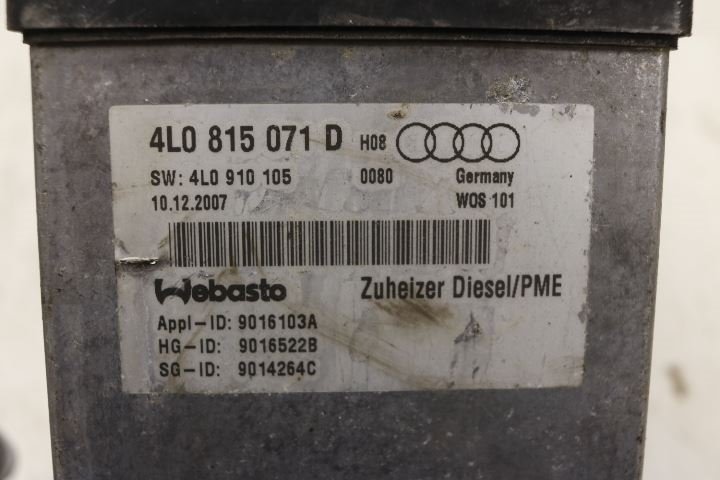 4L0 815 071 D H08
SW: 4L0 910 105 0080 Germany
10.12.2007 WOS 101
Webasto Zuheizer Diesel/PME
Appl-ID: 9016103A
HG-ID: 9016522B
SG-ID: 9014264C